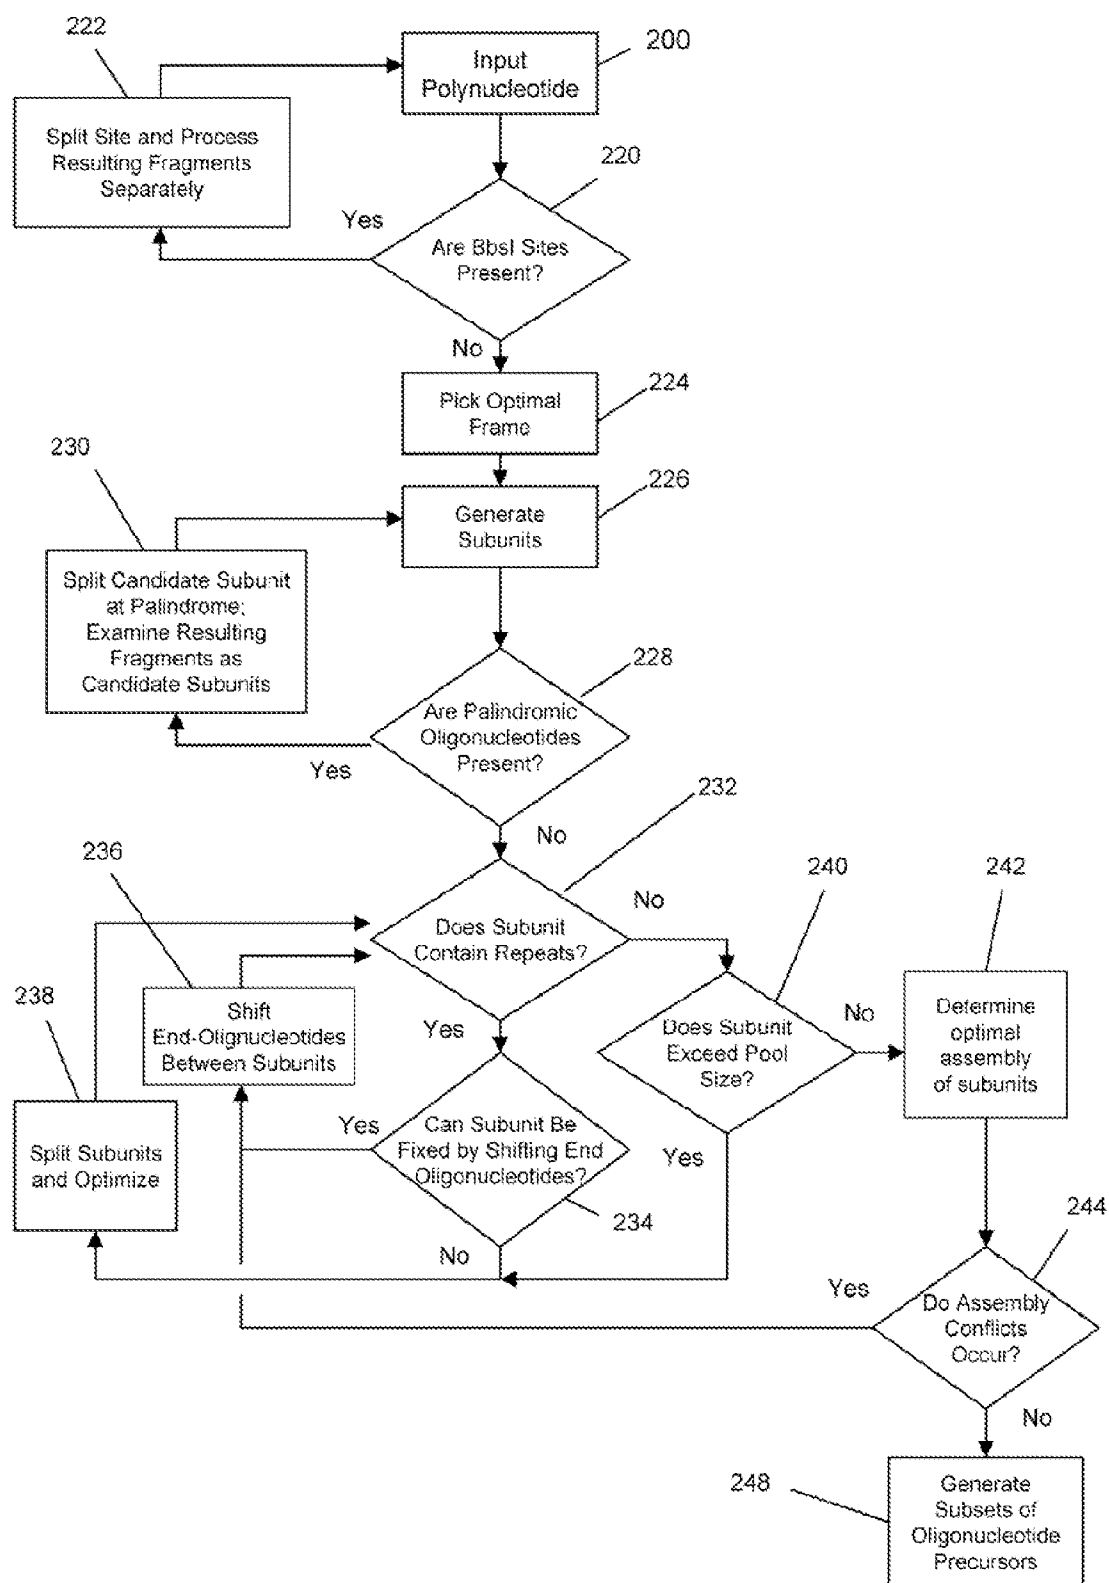 222
200
Input
Polynucleotide
Split Site and Process
Resulting Fragments
Separately
220
Yes
Are BbsI Sites
Present?
No
224
Pick Optimal
Frame
230
226
Generate
Subunits
Split Candidate Subunit
at Palindrome;
Examine Resulting
Fragments as
Candidate Subunits
228
Are Palindromic
Oligonucleotides
Present?
Yes
232
No
236
240
242
No
Does Subunit
Contain Repeats?
238
Shift
End-Olignucleotides
Between Subunits
Yes
Does Subunit
Exceed Pool
Size?
No
Determine
optimal
assembly
of subunits
Split Subunits
and Optimize
Yes
Can Subunit Be
Fixed by Shifting End
Oligonucleotides?
Yes
234
No
244
Yes
Do Assembly
Conflicts
Occur?
No
248
Generate
Subsets of
Oligonucleotide
Precursors